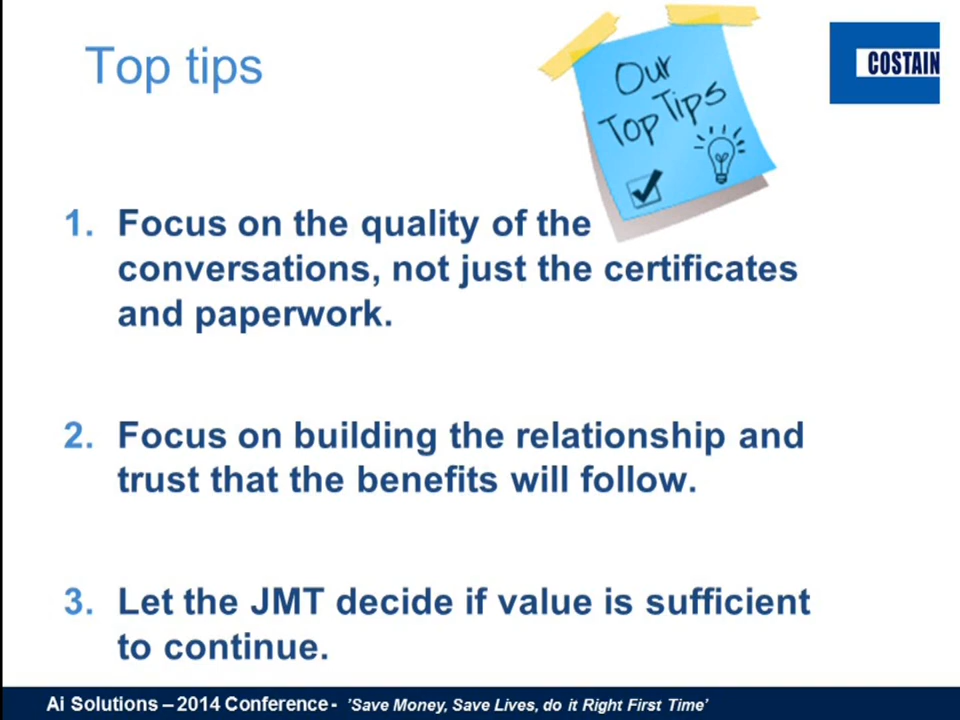 Top tips
Our
Top Tips
COSTAIN
1. Focus on the quality of the
conversations, not just the certificates
and paperwork.
2. Focus on building the relationship and
trust that the benefits will follow.
3. Let the JMT decide if value is sufficient
to continue.
Ai Solutions – 2014 Conference - 'Save Money, Save Lives, do it Right First Time'